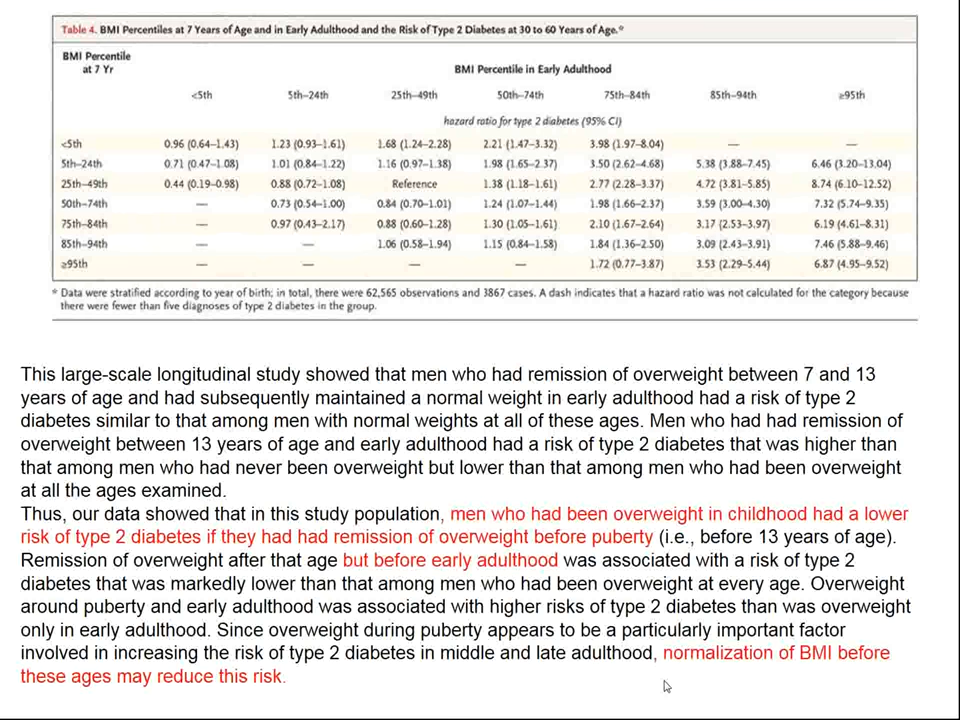 Table 4. BMI Percentiles at 7 Years of Age and in Early Adulthood and the Risk of Type 2 Diabetes at 30 to 60 Years of Age.*
BMI Percentile
at 7 Yr
BMI Percentile in Early Adulthood
<5th 5th–24th 25th–49th 50th–74th 75th–84th 85th–94th ≥95th
hazard ratio for type 2 diabetes (95% CI)
<5th 0.96 (0.64–1.43) 1.23 (0.93–1.61) 1.68 (1.24–2.28) 2.21 (1.47–3.32) 3.98 (1.97–8.04) — —
5th–24th 0.71 (0.47–1.08) 1.01 (0.84–1.22) 1.16 (0.97–1.38) 1.98 (1.65–2.37) 3.50 (2.62–4.68) 5.38 (3.88–7.45) 6.46 (3.20–13.04)
25th–49th 0.44 (0.19–0.98) 0.88 (0.72–1.08) Reference 1.38 (1.18–1.61) 2.77 (2.28–3.37) 4.72 (3.81–5.85) 8.74 (6.10–12.52)
50th–74th — 0.73 (0.54–1.00) 0.84 (0.70–1.01) 1.24 (1.07–1.44) 1.98 (1.66–2.37) 3.59 (3.00–4.30) 7.32 (5.74–9.35)
75th–84th — 0.97 (0.43–2.17) 0.88 (0.60–1.28) 1.30 (1.05–1.61) 2.10 (1.67–2.64) 3.17 (2.53–3.97) 6.19 (4.61–8.31)
85th–94th — — 1.06 (0.58–1.94) 1.15 (0.84–1.58) 1.84 (1.36–2.50) 3.09 (2.43–3.91) 7.46 (5.88–9.46)
≥95th — — — — 1.72 (0.77–3.87) 3.53 (2.29–5.44) 6.87 (4.95–9.52)
* Data were stratified according to year of birth; in total, there were 62,565 observations and 3867 cases. A dash indicates that a hazard ratio was not calculated for the category because
there were fewer than five diagnoses of type 2 diabetes in the group.
This large-scale longitudinal study showed that men who had remission of overweight between 7 and 13
years of age and had subsequently maintained a normal weight in early adulthood had a risk of type 2
diabetes similar to that among men with normal weights at all of these ages. Men who had had remission of
overweight between 13 years of age and early adulthood had a risk of type 2 diabetes that was higher than
that among men who had never been overweight but lower than that among men who had been overweight
at all the ages examined.
Thus, our data showed that in this study population, men who had been overweight in childhood had a lower
risk of type 2 diabetes if they had had remission of overweight before puberty (i.e., before 13 years of age).
Remission of overweight after that age but before early adulthood was associated with a risk of type 2
diabetes that was markedly lower than that among men who had been overweight at every age. Overweight
around puberty and early adulthood was associated with higher risks of type 2 diabetes than was overweight
only in early adulthood. Since overweight during puberty appears to be a particularly important factor
involved in increasing the risk of type 2 diabetes in middle and late adulthood, normalization of BMI before
these ages may reduce this risk.